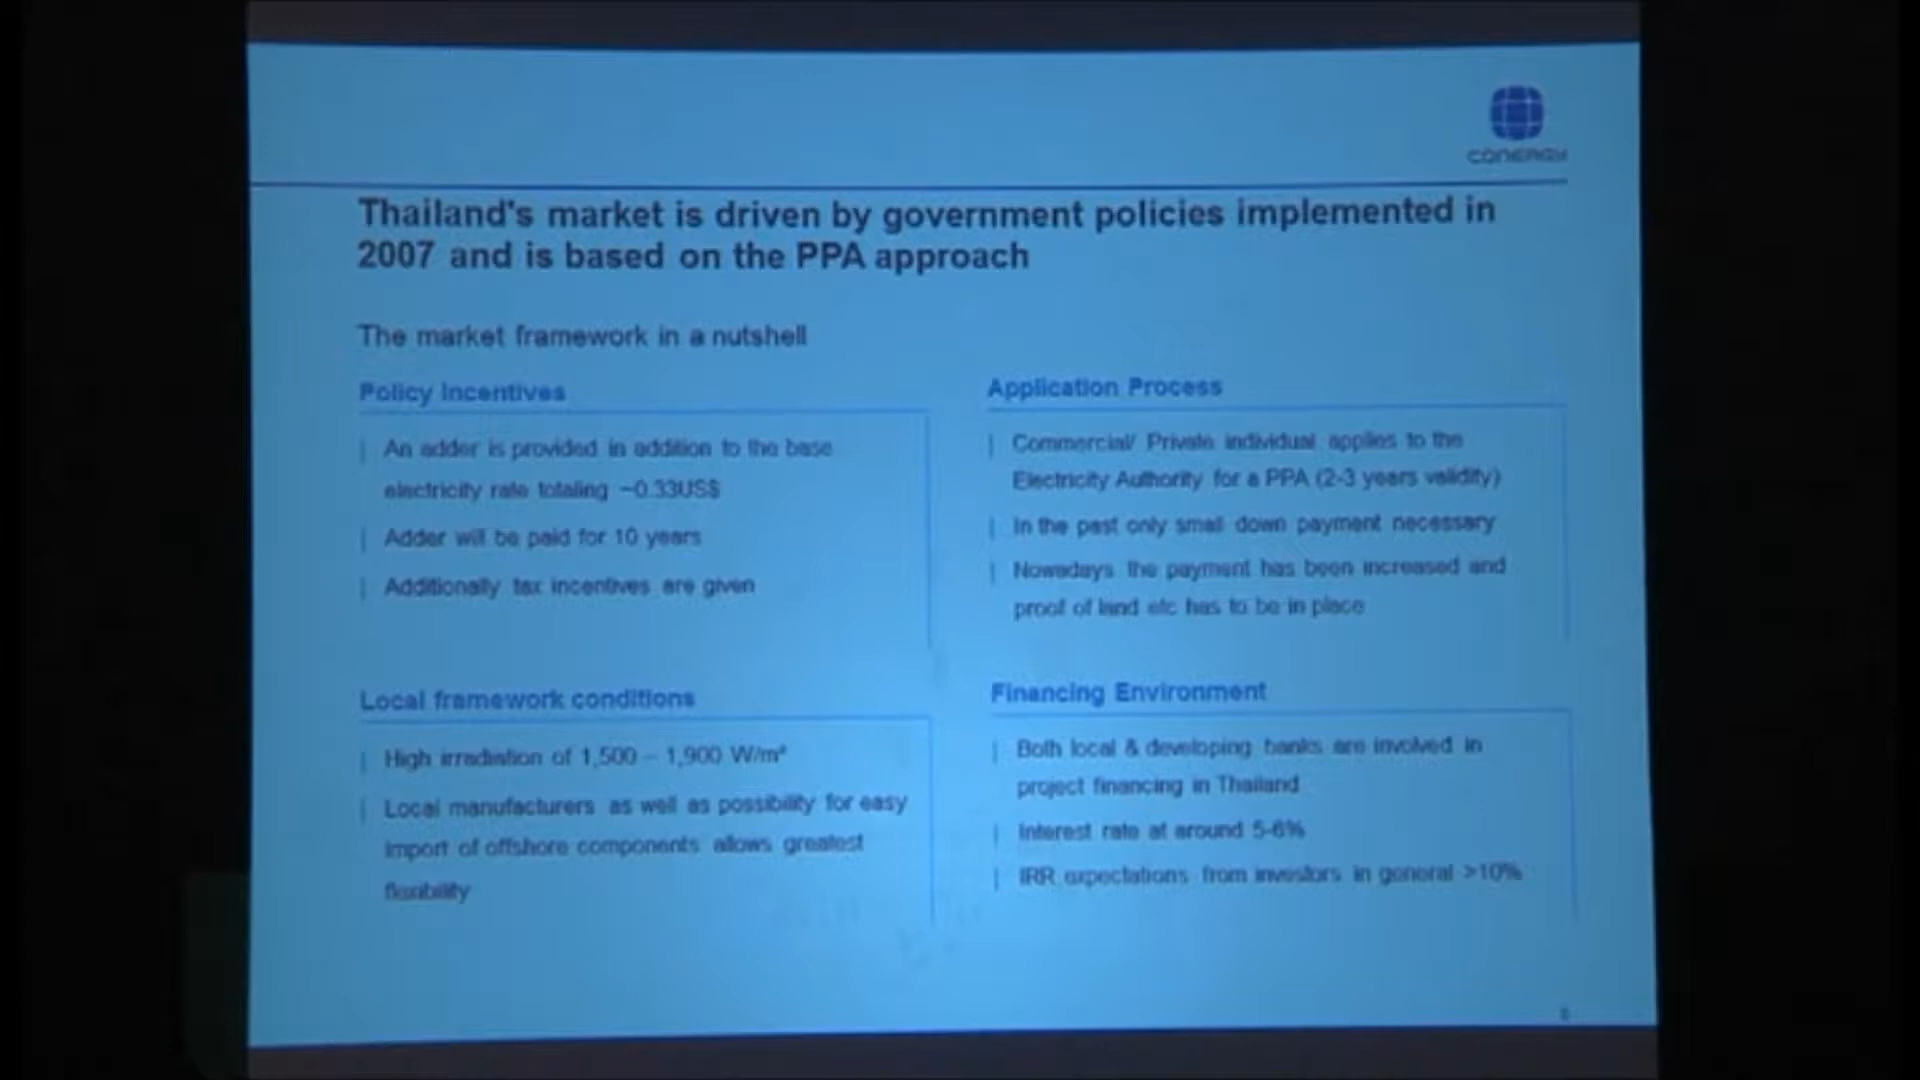 CONERGY
Thailand's market is driven by government policies implemented in
2007 and is based on the PPA approach
The market framework in a nutshell
Policy Incentives
An adder is provided in addition to the base
electricity rate totaling ~0.33US$
Adder will be paid for 10 years
Additionally tax incentives are given
Application Process
Commercial/ Private individual applies to the
Electricity Authority for a PPA (2-3 years validity)
In the past only small down payment necessary
Nowadays the payment has been increased and
proof of land etc has to be in place
Local framework conditions
High irradiation of 1,500 – 1,900 W/m²
Local manufacturers as well as possibility for easy
import of offshore components allows greatest
flexibility
Financing Environment
Both local & developing banks are involved in
project financing in Thailand
Interest rate at around 5-6%
IRR expectations from investors in general >10%